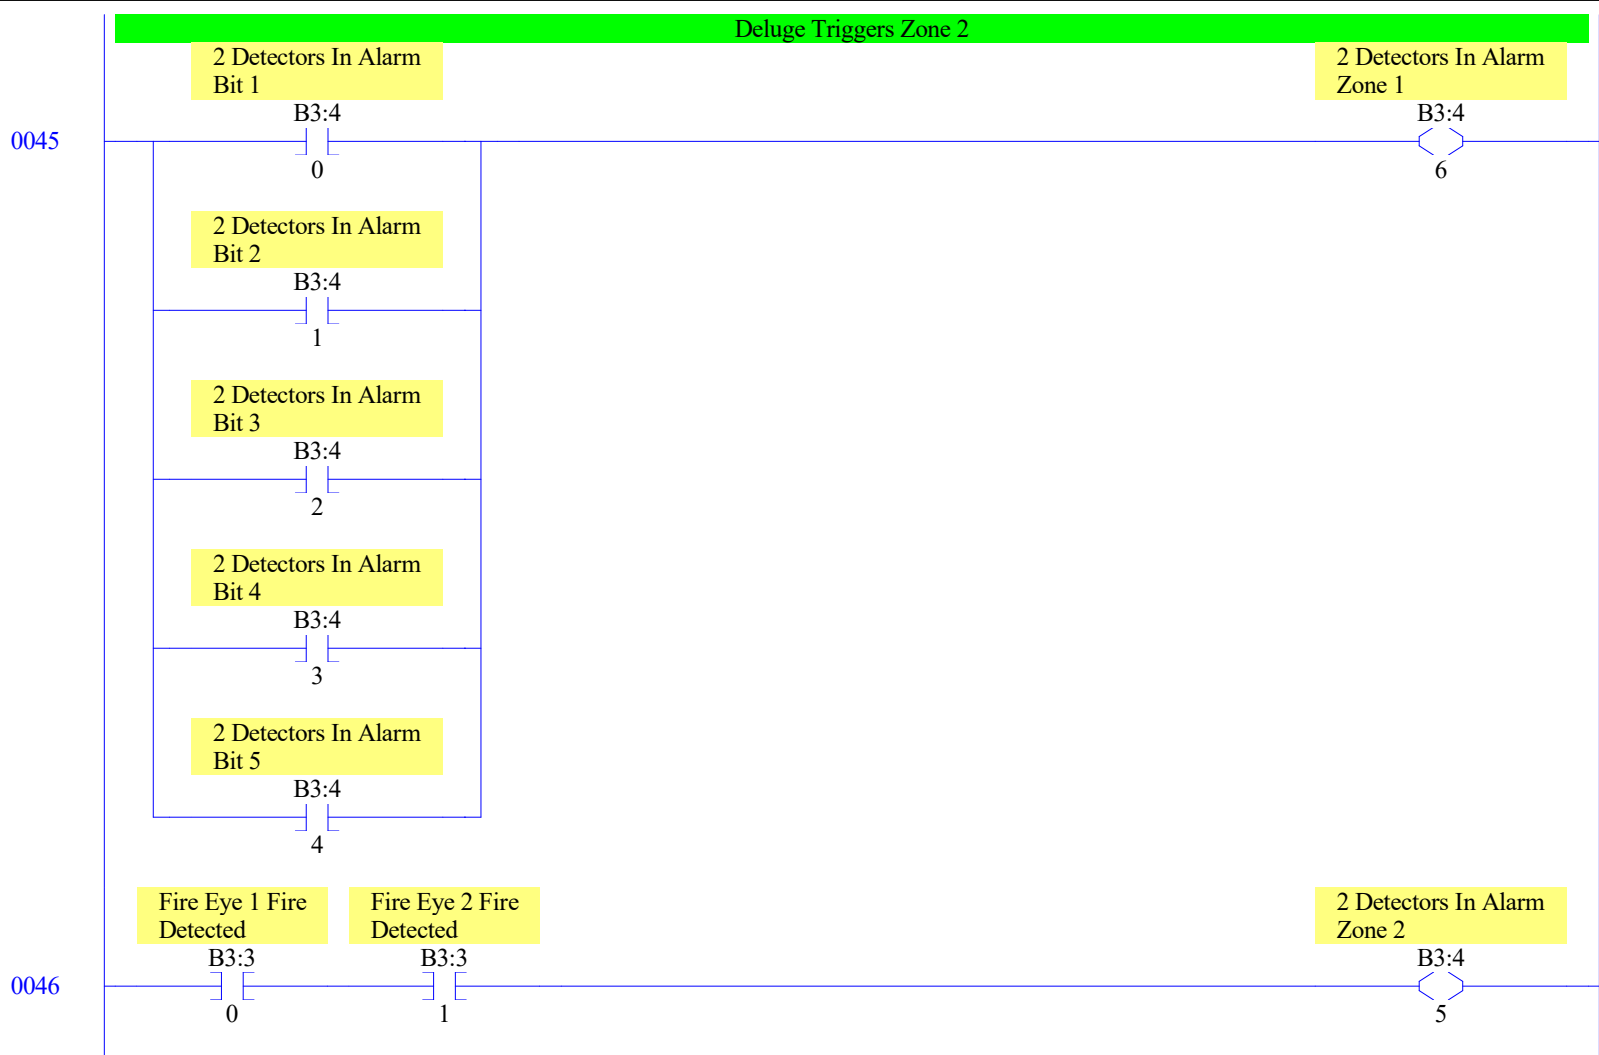 Deluge Triggers Zone 2
2 Detectors In Alarm
Bit 1
B3:4
0
2 Detectors In Alarm
Zone 1
B3:4
6
0045
2 Detectors In Alarm
Bit 2
B3:4
1
2 Detectors In Alarm
Bit 3
B3:4
2
2 Detectors In Alarm
Bit 4
B3:4
3
2 Detectors In Alarm
Bit 5
B3:4
4
Fire Eye 1 Fire
Detected
B3:3
0
Fire Eye 2 Fire
Detected
B3:3
1
2 Detectors In Alarm
Zone 2
B3:4
5
0046